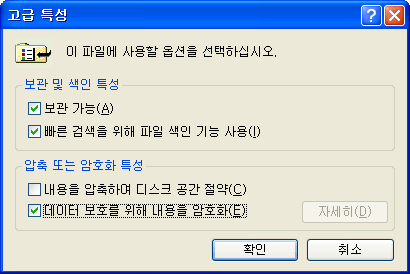 고급 특성
이 파일에 사용할 옵션을 선택하십시오.
보관 및 색인 특성
보관 가능(A)
빠른 검색을 위해 파일 색인 기능 사용(I)
압축 또는 암호화 특성
내용을 압축하며 디스크 공간 절약(C)
데이터 보호를 위해 내용을 암호화(E)
자세히(D)
확인
취소